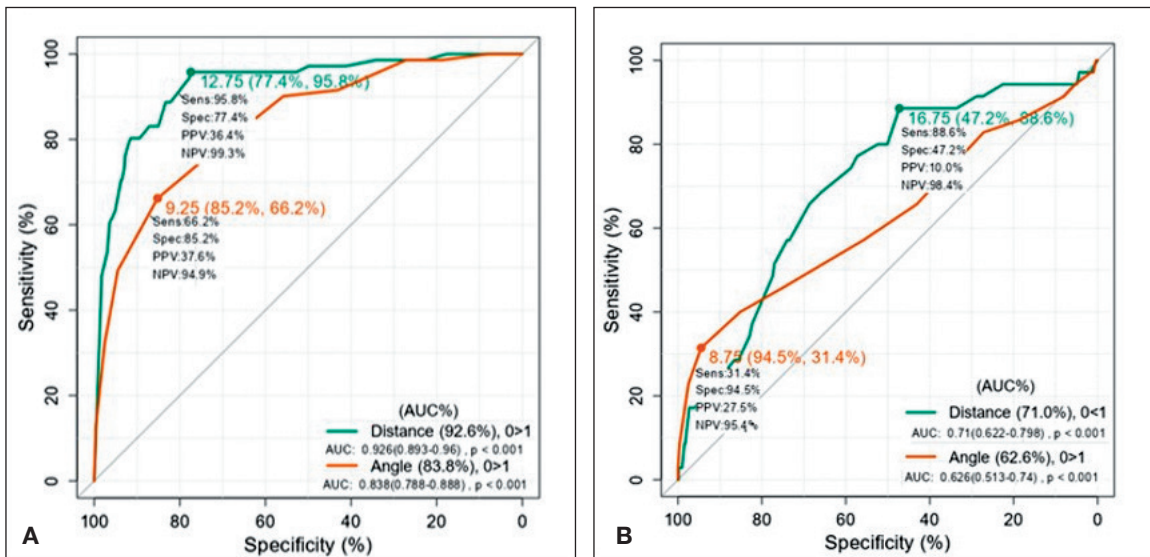 100
80
60
40
20
0
Sensitivity (%)
12.75 (77.4%, 95.8%)
Sens:95.8%
Spec:77.4%
PPV:36.4%
NPV:99.3%
9.25 (85.2%, 66.2%)
Sens:66.2%
Spec:85.2%
PPV:37.6%
NPV:94.9%
(AUC%)
Distance (92.6%), 0>1
AUC: 0.926(0.893-0.96) , p < 0.001
Angle (83.8%), 0>1
AUC: 0.838(0.788-0.888) , p < 0.001
100 80 60 40 20 0
Specificity (%)
A
100
80
60
40
20
0
Sensitivity (%)
16.75 (47.2%, 88.6%)
Sens:88.6%
Spec:47.2%
PPV:10.0%
NPV:98.4%
8.75 (94.5%, 31.4%)
Sens:31.4%
Spec:94.5%
PPV:27.5%
NPV:95.4%
(AUC%)
Distance (71.0%), 0<1
AUC: 0.71(0.622-0.798) , p < 0.001
Angle (62.6%), 0>1
AUC: 0.626(0.513-0.74) , p < 0.001
100 80 60 40 20 0
Specificity (%)
B